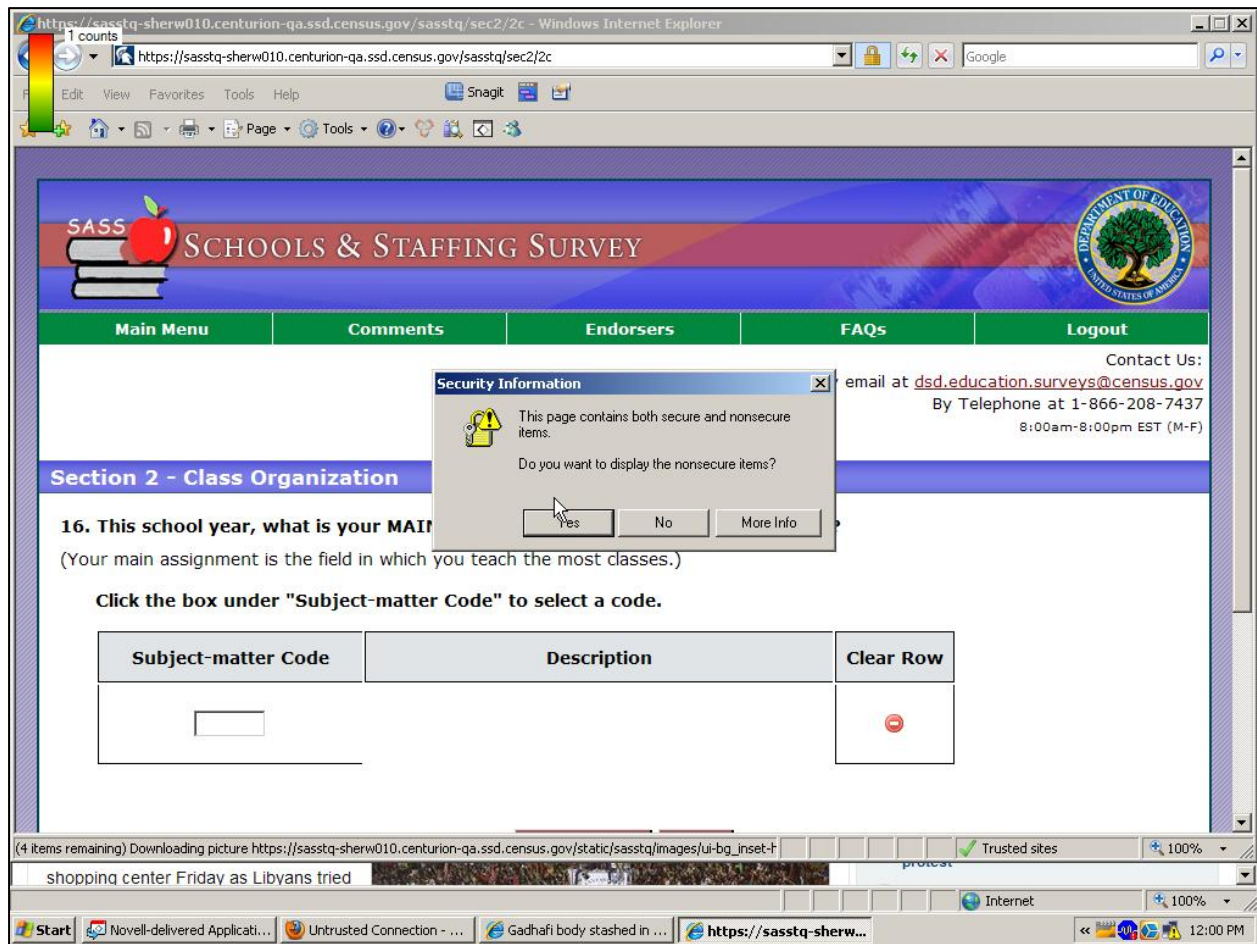 https://sasstq-sherw010.centurion-qa.ssd.census.gov/sasstq/sec2/2c - Windows Internet Explorer
1 counts
https://sasstq-sherw010.centurion-qa.ssd.census.gov/sasstq/sec2/2c
Google
Edit View Favorites Tools Help Snagit
Page Tools
SASS
SCHOOLS & STAFFING SURVEY
DEPARTMENT OF EDUCATION
UNITED STATES OF AMERICA
Main Menu Comments Endorsers FAQs Logout
Contact Us:
email at dsd.education.surveys@census.gov
By Telephone at 1-866-208-7437
8:00am-8:00pm EST (M-F)
Security Information
This page contains both secure and nonsecure
items.
Do you want to display the nonsecure items?
Yes No More Info
Section 2 - Class Organization
16. This school year, what is your MAIN
(Your main assignment is the field in which you teach the most classes.)
Click the box under "Subject-matter Code" to select a code.
Subject-matter Code Description Clear Row
(4 items remaining) Downloading picture https://sasstq-sherw010.centurion-qa.ssd.census.gov/static/sasstq/images/ui-bg_inset-h
Trusted sites 100%
shopping center Friday as Libyans tried
protest
Internet 100%
Start Novell-delivered Applicati... Untrusted Connection - ... Gadhafi body stashed in ... https://sasstq-sherw... 12:00 PM